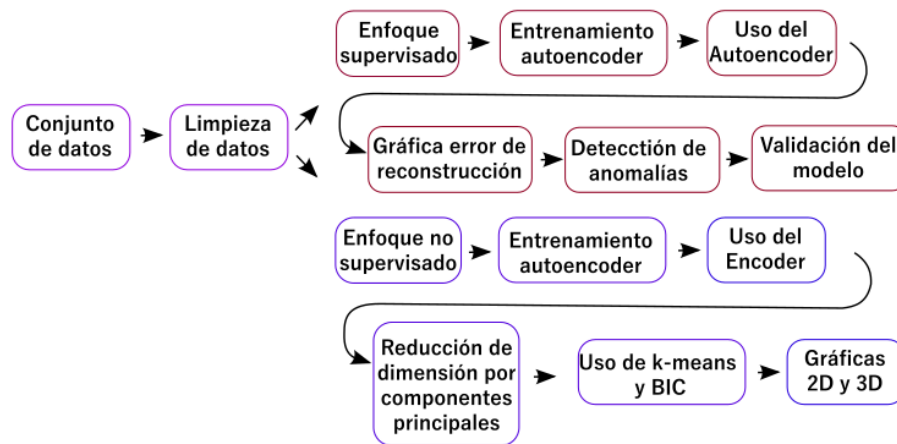 Conjunto
de datos
Limpieza
de datos
Enfoque
supervisado
Entrenamiento
autoencoder
Uso del
Autoencoder
Gráfica error de
reconstrucción
Detecctión de
anomalías
Validación del
modelo
Enfoque no
supervisado
Entrenamiento
autoencoder
Uso del
Encoder
Reducción de
dimensión por
componentes
principales
Uso de k-means
y BIC
Gráficas
2D y 3D